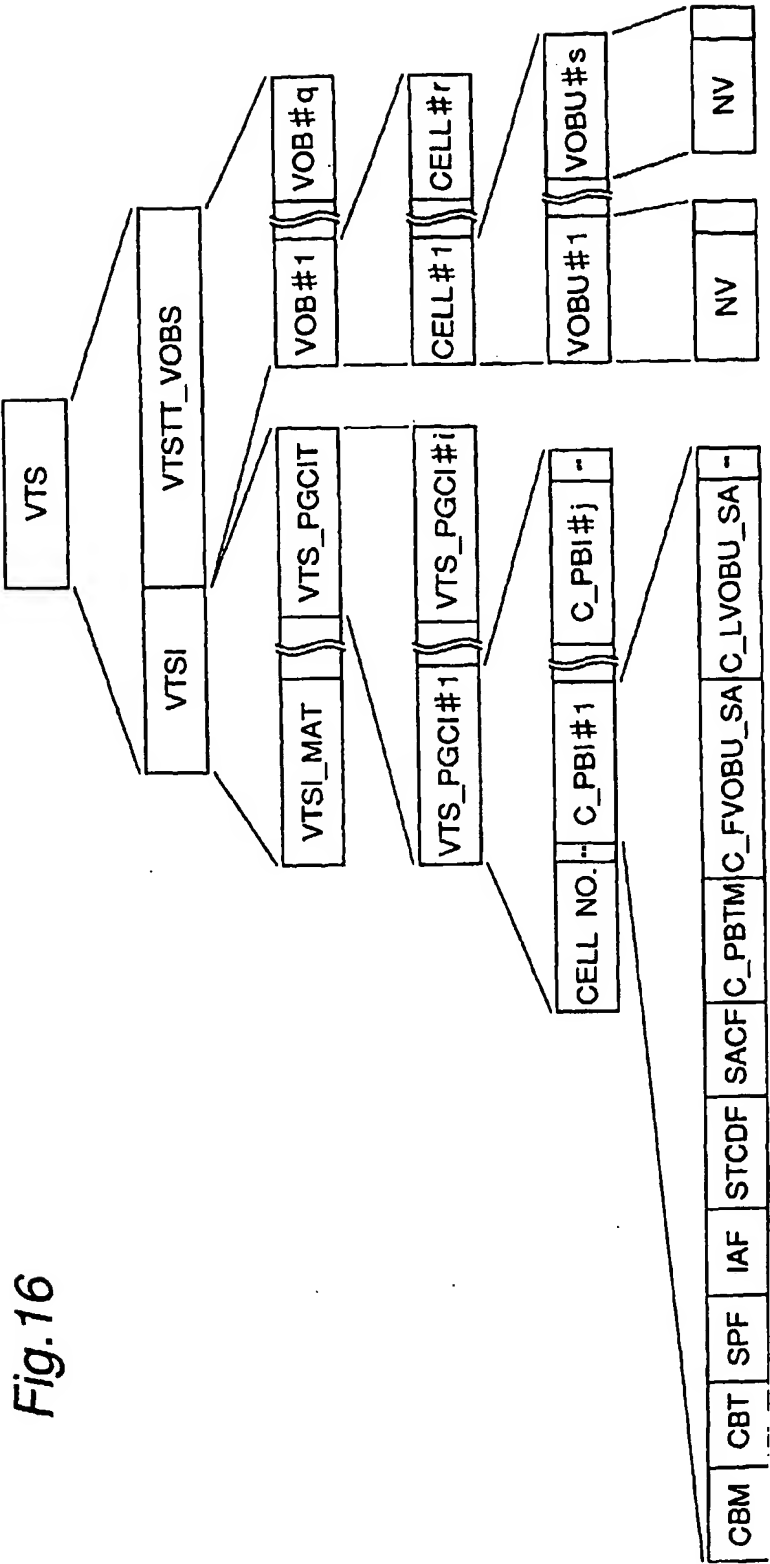 Fig.16
VTS
VTSI VTSTT_VOBS
VTSI_MAT VTS_PGCIT VOB#1 VOB#q
VTS_PGCI#1 VTS_PGCI#i CELL#1 CELL#r
CELL NO. -- C_PBI#1 C_PBI#j -- VOBU#1 VOBU#s
CBM CBT SPF IAF STCDF SACF C_PBTM C_FVOBU_SA C_LVOBU_SA -- NV NV